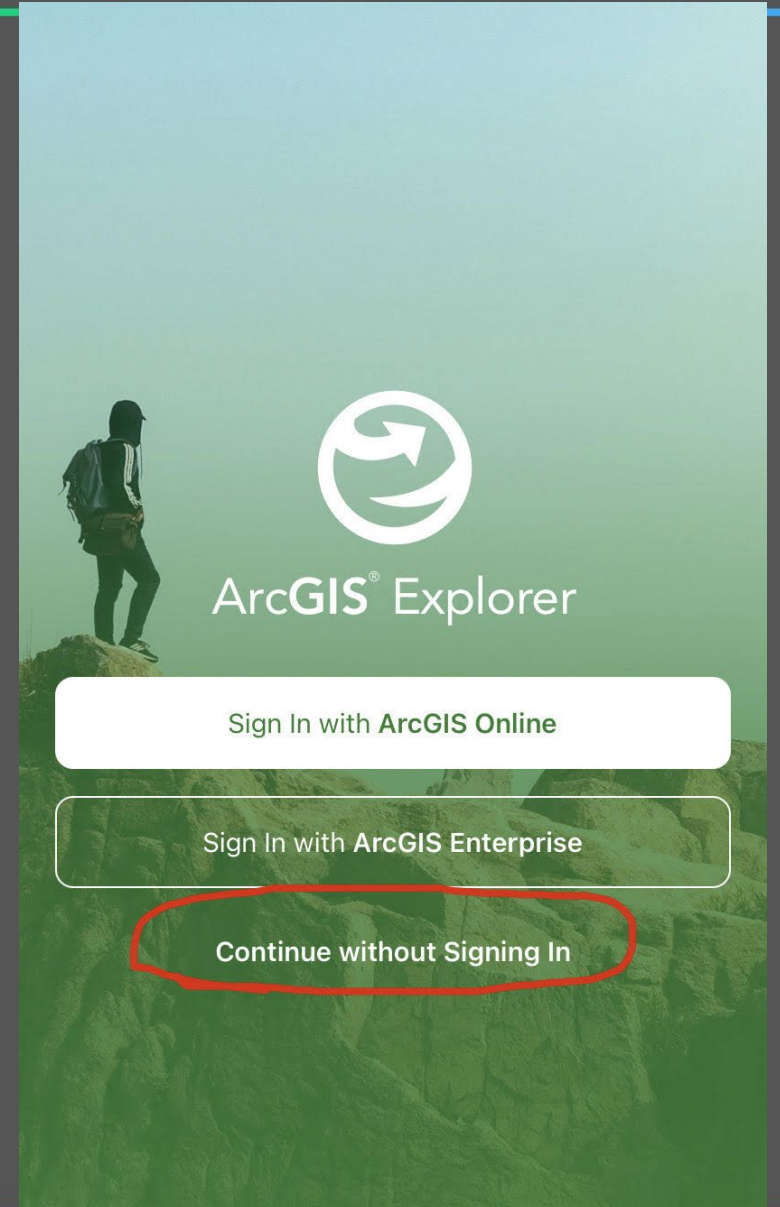 ArcGIS® Explorer
Sign In with ArcGIS Online
Sign In with ArcGIS Enterprise
Continue without Signing In